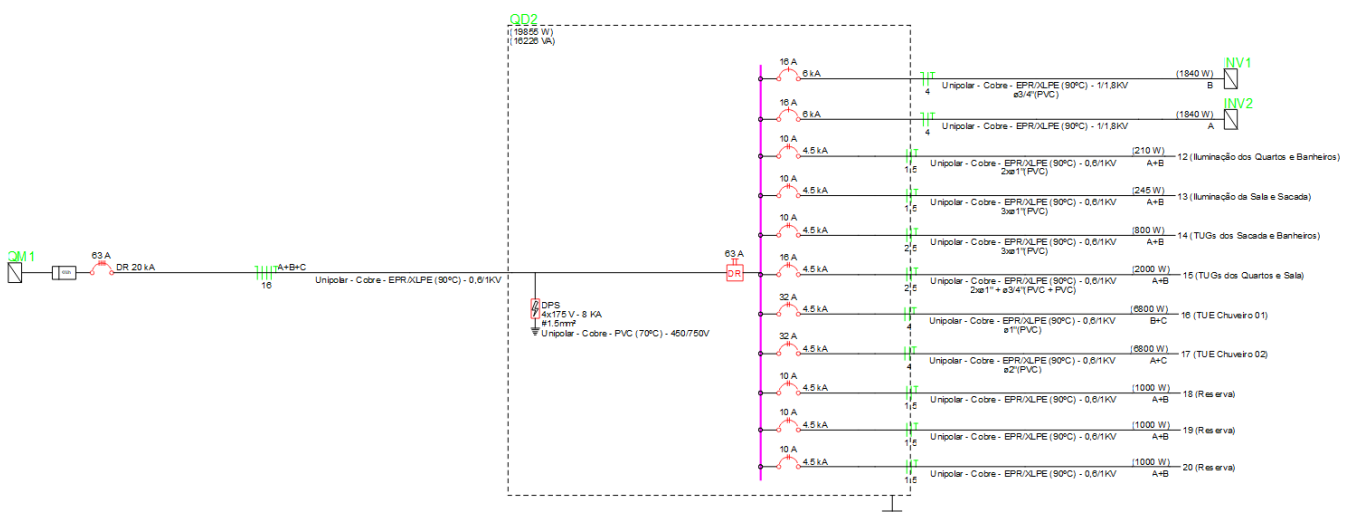 QD2
(19855 W)
(16226 VA)
QM1
kWh
63 A
DR 20 kA
A+B+C
16
Unipolar - Cobre - EPR/XLPE (90ºC) - 0,6/1KV
DPS
4x175 V - 8 KA
#1.5mm²
Unipolar - Cobre - PVC (70ºC) - 450/750V
63 A
DR
16 A
6 kA
4
Unipolar - Cobre - EPR/XLPE (90ºC) - 1/1,8KV
ø3/4"(PVC)
(1840 W)
B
INV1
16 A
6 kA
4
Unipolar - Cobre - EPR/XLPE (90ºC) - 1/1,8KV
(1840 W)
A
INV2
10 A
4.5 kA
1,5
Unipolar - Cobre - EPR/XLPE (90ºC) - 0,6/1KV
2xø1"(PVC)
(210 W)
A+B
12 (Iluminação dos Quartos e Banheiros)
10 A
4.5 kA
1,5
Unipolar - Cobre - EPR/XLPE (90ºC) - 0,6/1KV
3xø1"(PVC)
(245 W)
A+B
13 (Iluminação da Sala e Sacada)
10 A
4.5 kA
2,5
Unipolar - Cobre - EPR/XLPE (90ºC) - 0,6/1KV
3xø1"(PVC)
(800 W)
A+B
14 (TUGs dos Sacada e Banheiros)
16 A
4.5 kA
2,5
Unipolar - Cobre - EPR/XLPE (90ºC) - 0,6/1KV
2xø1" + ø3/4"(PVC + PVC)
(2000 W)
A+B
15 (TUGs dos Quartos e Sala)
32 A
4.5 kA
4
Unipolar - Cobre - EPR/XLPE (90ºC) - 0,6/1KV
ø1"(PVC)
(6800 W)
B+C
16 (TUE Chuveiro 01)
32 A
4.5 kA
4
Unipolar - Cobre - EPR/XLPE (90ºC) - 0,6/1KV
ø2"(PVC)
(6800 W)
A+C
17 (TUE Chuveiro 02)
10 A
4.5 kA
1,5
Unipolar - Cobre - EPR/XLPE (90ºC) - 0,6/1KV
(1000 W)
A+B
18 (Reserva)
10 A
4.5 kA
1,5
Unipolar - Cobre - EPR/XLPE (90ºC) - 0,6/1KV
(1000 W)
A+B
19 (Reserva)
10 A
4.5 kA
1,5
Unipolar - Cobre - EPR/XLPE (90ºC) - 0,6/1KV
(1000 W)
A+B
20 (Reserva)